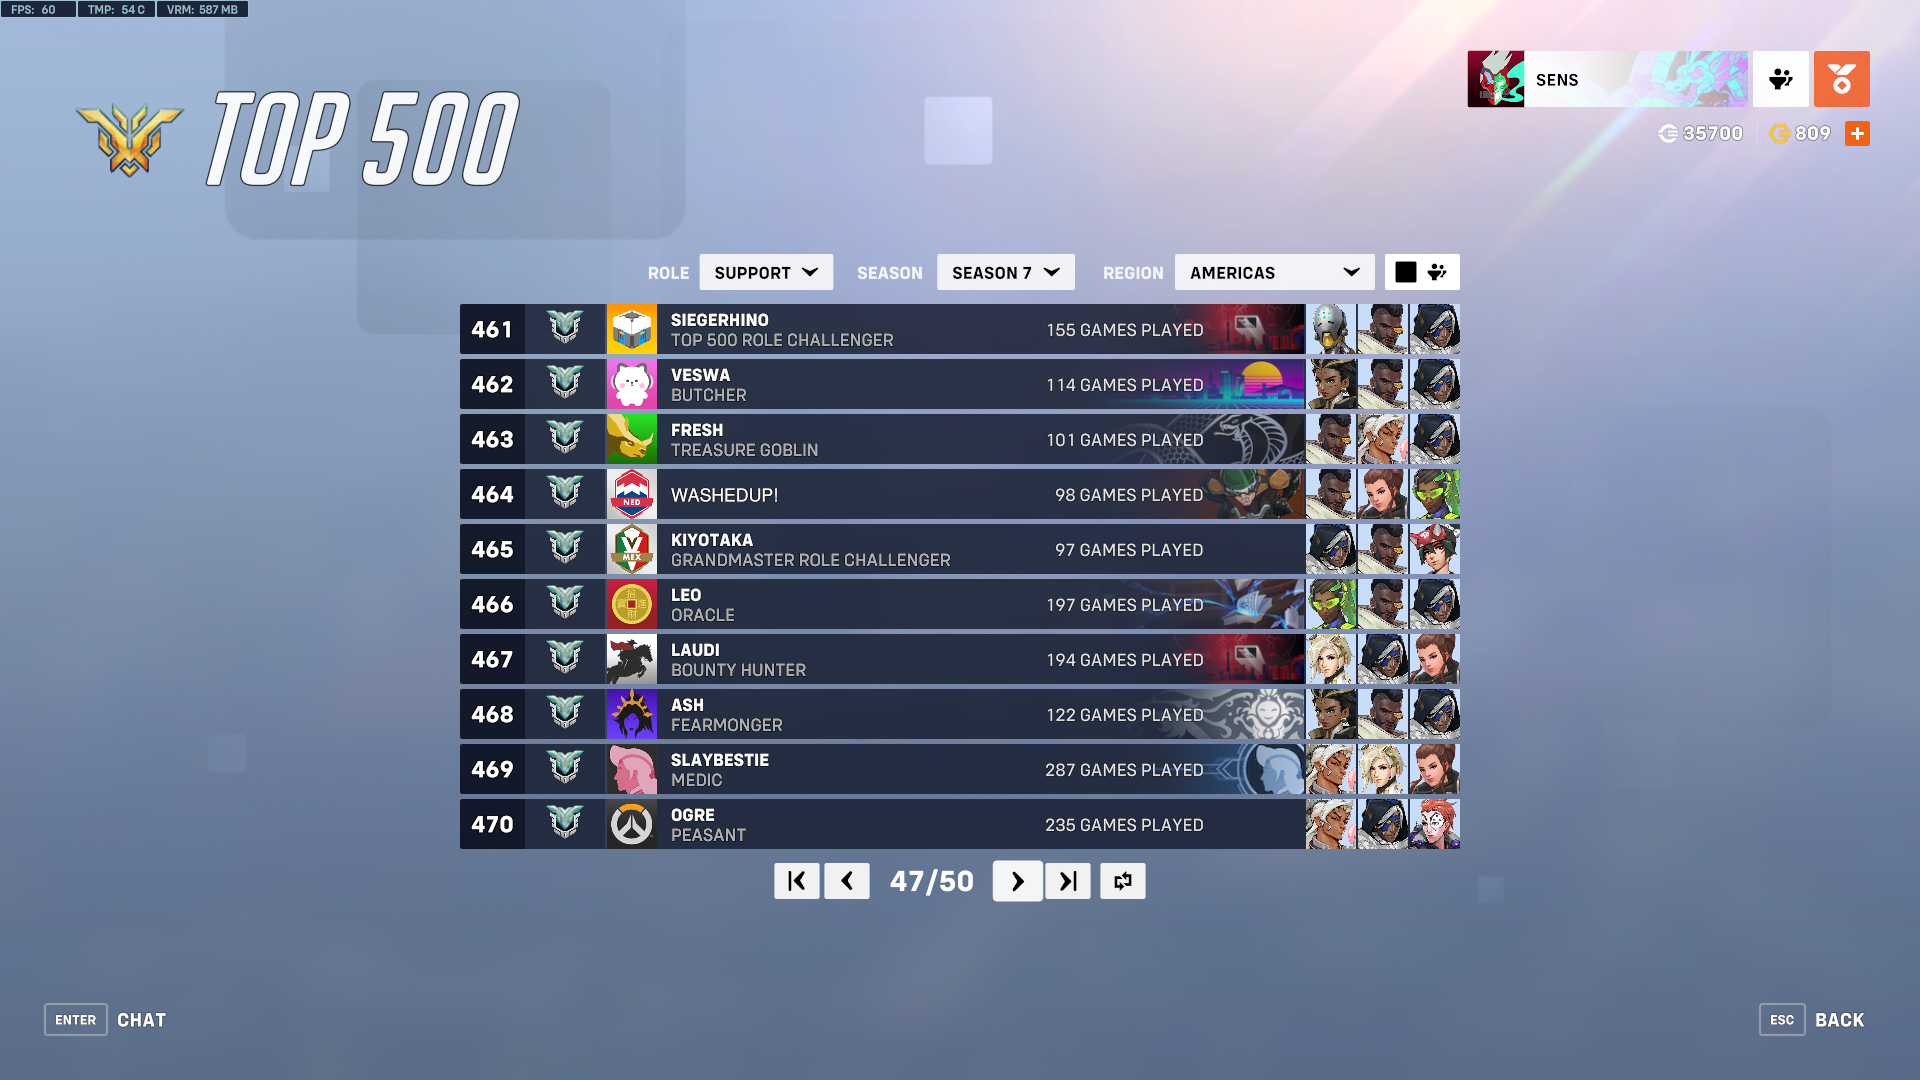 FPS: 60 TMP: 54 C VRM: 587 MB
TOP 500
SENS
35700 809
ROLE SUPPORT SEASON SEASON 7 REGION AMERICAS
461 SIEGERHINO 155 GAMES PLAYED
TOP 500 ROLE CHALLENGER
462 VESWA 114 GAMES PLAYED
BUTCHER
463 FRESH 101 GAMES PLAYED
TREASURE GOBLIN
464 NED WASHEDUP! 98 GAMES PLAYED
465 MEX KIYOTAKA 97 GAMES PLAYED
GRANDMASTER ROLE CHALLENGER
466 LEO 197 GAMES PLAYED
ORACLE
467 LAUDI 194 GAMES PLAYED
BOUNTY HUNTER
468 ASH 122 GAMES PLAYED
FEARMONGER
469 SLAYBESTIE 287 GAMES PLAYED
MEDIC
470 OGRE 235 GAMES PLAYED
PEASANT
47/50
ENTER CHAT
ESC BACK